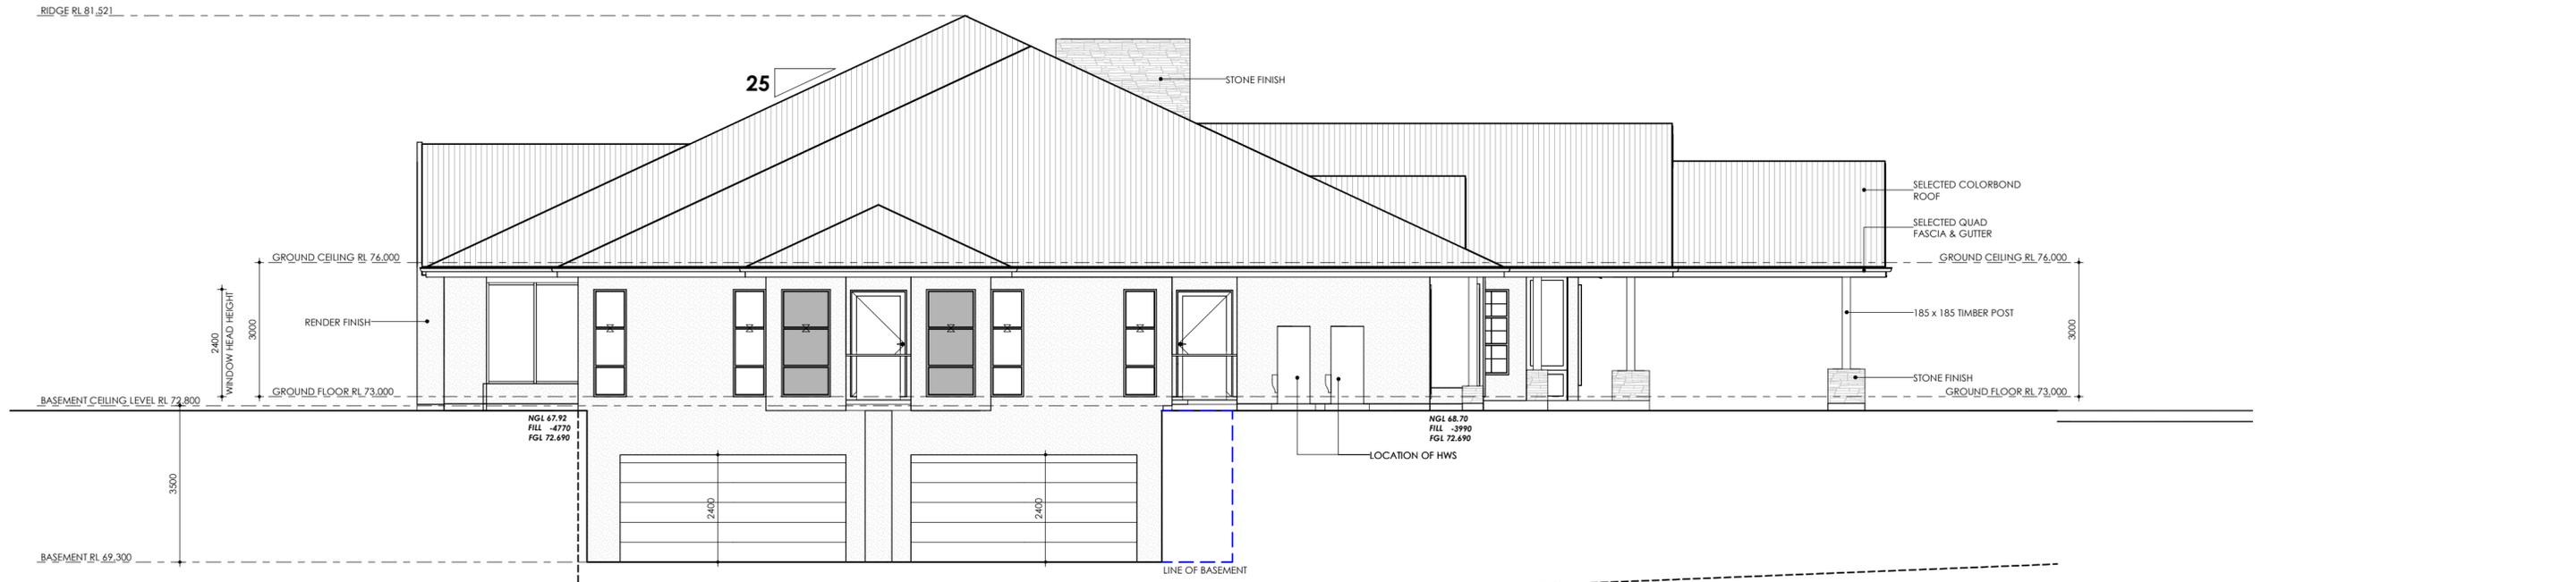 RIDGE RL 81,521
25
STONE FINISH
SELECTED COLORBOND
ROOF
SELECTED QUAD
FASCIA & GUTTER
GROUND CEILING RL 76,000
GROUND CEILING RL 76,000
RENDER FINISH
2400
WINDOW HEAD HEIGHT
3000
185 x 185 TIMBER POST
3000
STONE FINISH
GROUND FLOOR RL 73,000
GROUND FLOOR RL 73,000
BASEMENT CEILING LEVEL RL 72,800
NGL 67.92
FILL -4770
FGL 72.690
NGL 68.70
FILL -3990
FGL 72.690
LOCATION OF HWS
3500
2400
2400
BASEMENT RL 69,300
LINE OF BASEMENT